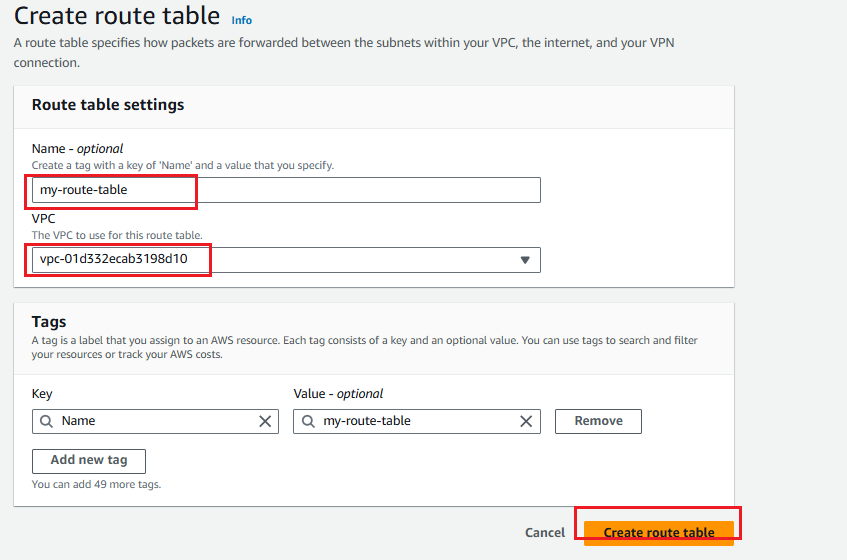 Create route table Info
A route table specifies how packets are forwarded between the subnets within your VPC, the internet, and your VPN
connection.
Route table settings
Name - optional
Create a tag with a key of 'Name' and a value that you specify.
my-route-table
VPC
The VPC to use for this route table.
vpc-01d332ecab3198d10
Tags
A tag is a label that you assign to an AWS resource. Each tag consists of a key and an optional value. You can use tags to search and filter
your resources or track your AWS costs.
Key Value - optional
Name my-route-table Remove
Add new tag
You can add 49 more tags.
Cancel Create route table